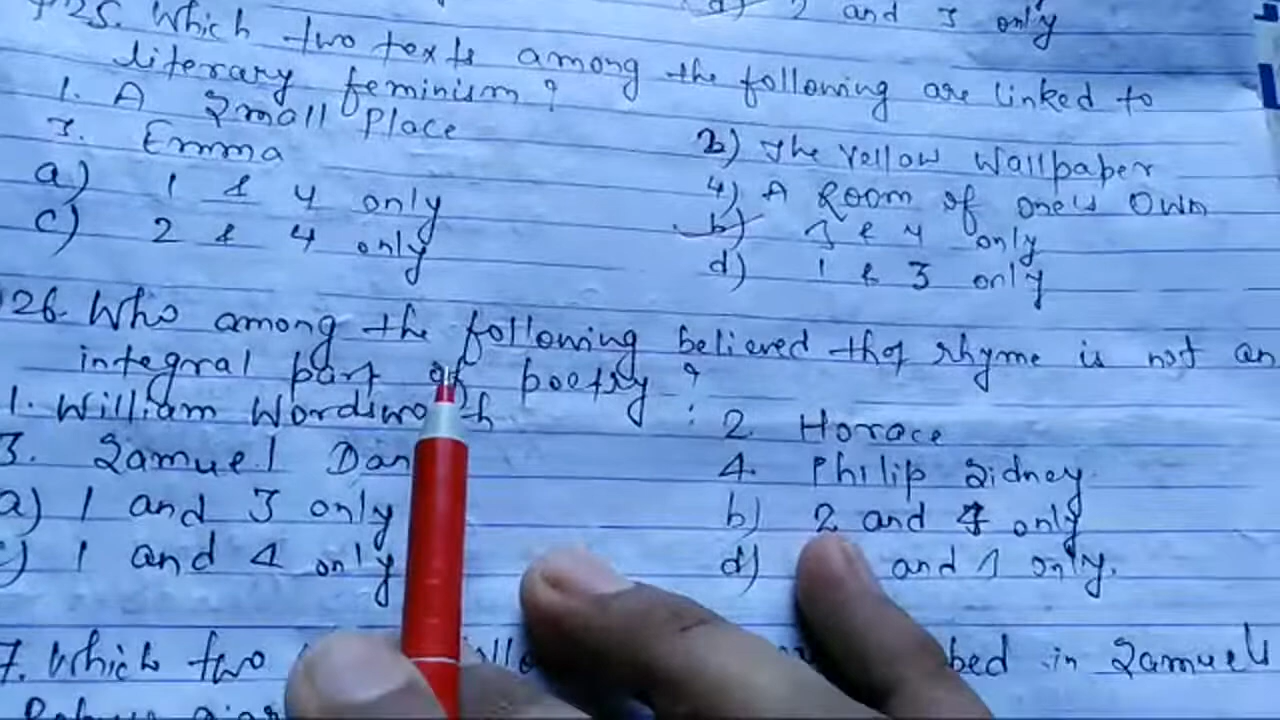 2 and 3 only
25. Which two texts among the following are linked to
literary feminism?
1. A Small Place
2) The Yellow Wallpaper
3. Emma
4) A Room of one's Own
a) 1 & 4 only
b) 3 & 4 only
c) 2 & 4 only
d) 1 & 3 only
26. Who among the following believed that rhyme is not an
integral part of poetry?
1. William Wordswo th
2. Horace
3. Samuel Dan
4. Philip Sidney
a) 1 and 3 only
b) 2 and 4 only
c) 1 and 4 only
d) and 1 only.
7. Which two bed in Samuel